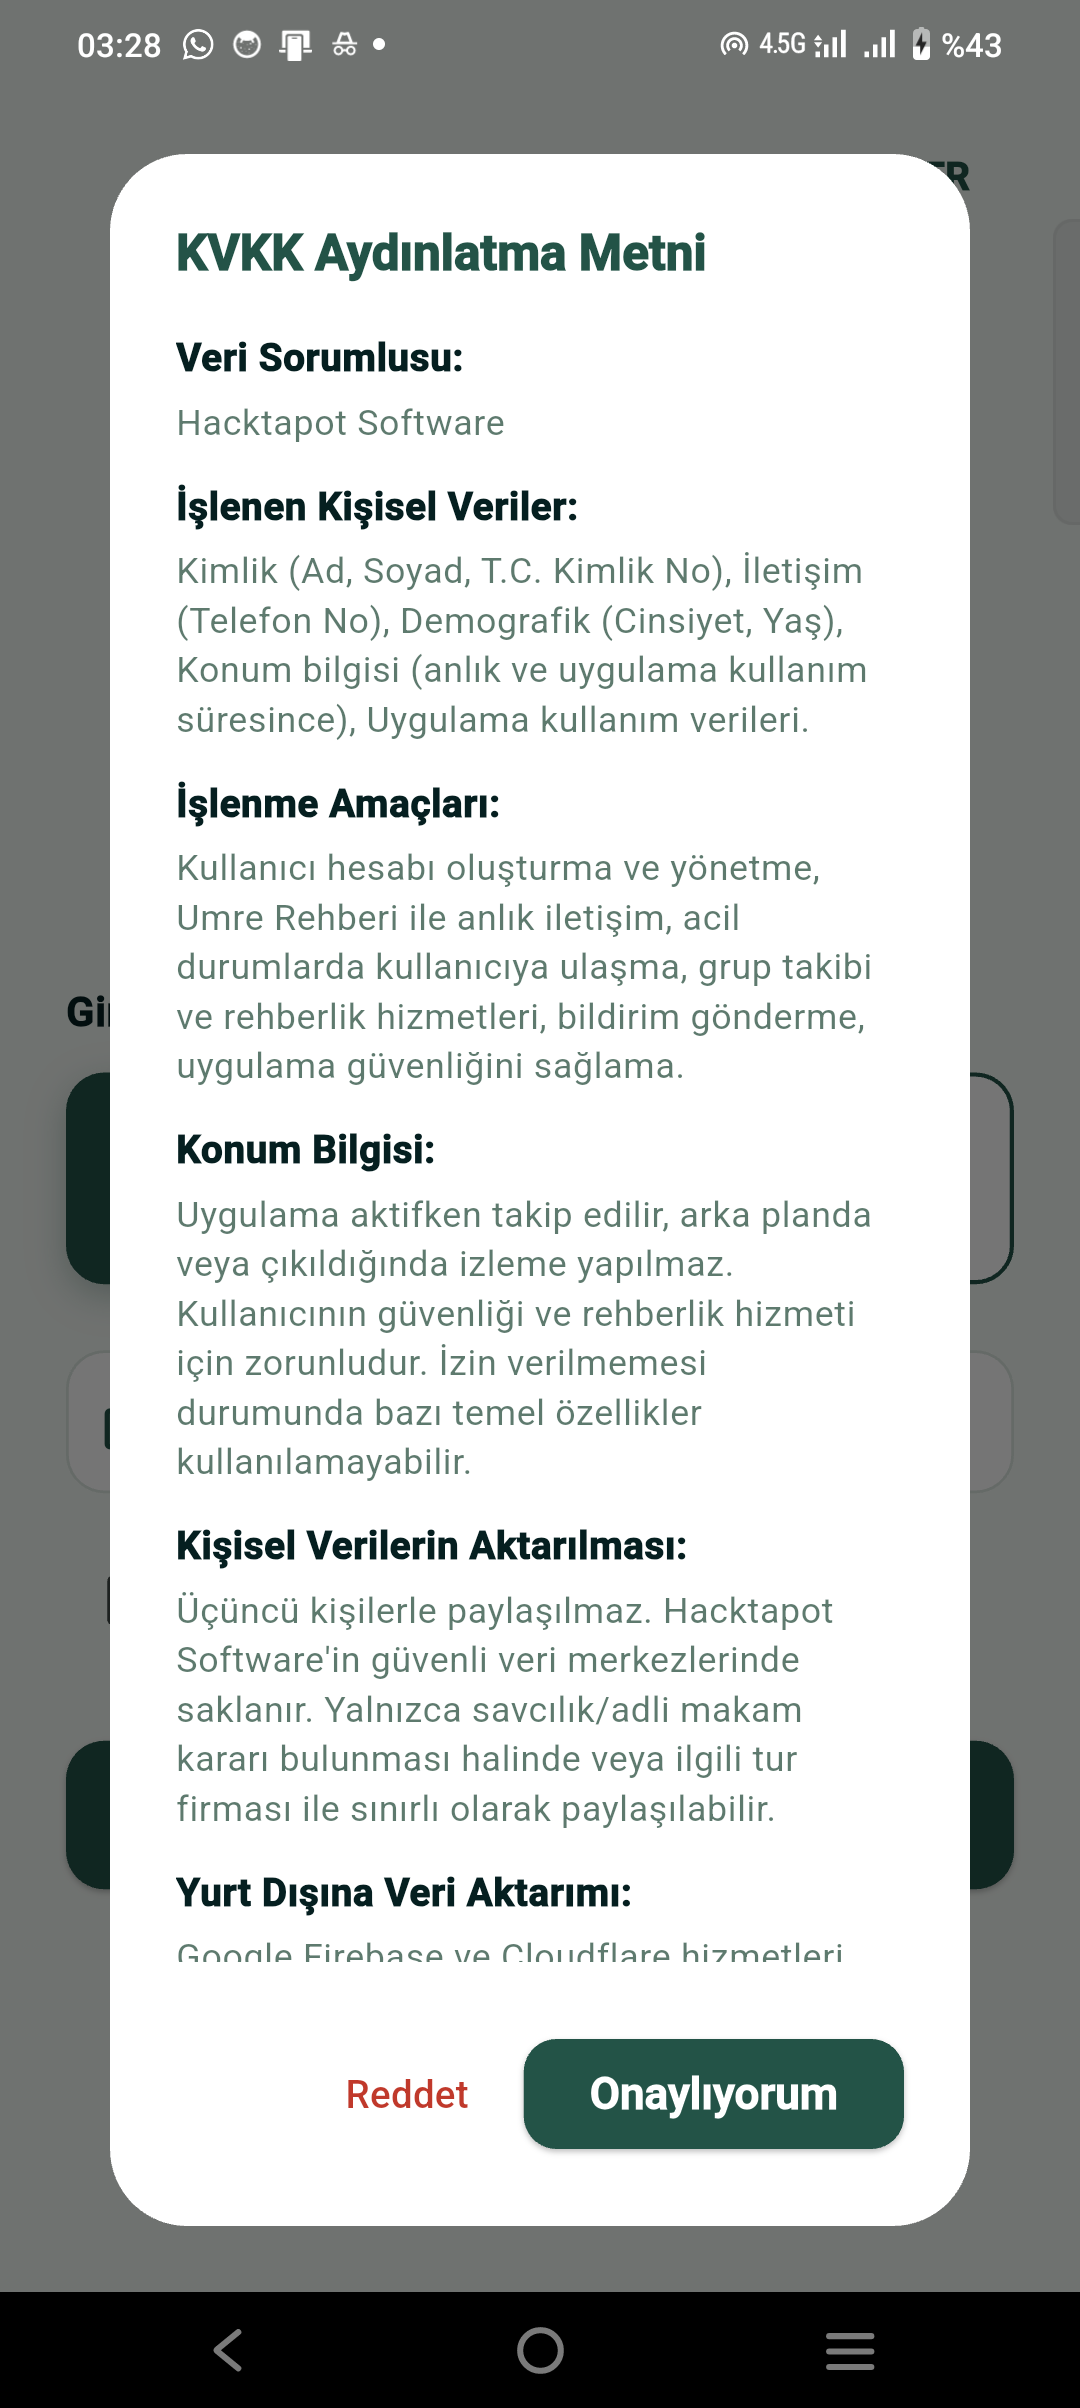 03:28
4.5G
%43
ER
KVKK Aydınlatma Metni
Veri Sorumlusu:
Hacktapot Software
İşlenen Kişisel Veriler:
Kimlik (Ad, Soyad, T.C. Kimlik No), İletişim
(Telefon No), Demografik (Cinsiyet, Yaş),
Konum bilgisi (anlık ve uygulama kullanım
süresince), Uygulama kullanım verileri.
İşlenme Amaçları:
Kullanıcı hesabı oluşturma ve yönetme,
Umre Rehberi ile anlık iletişim, acil
durumlarda kullanıcıya ulaşma, grup takibi
ve rehberlik hizmetleri, bildirim gönderme,
uygulama güvenliğini sağlama.
Konum Bilgisi:
Uygulama aktifken takip edilir, arka planda
veya çıkıldığında izleme yapılmaz.
Kullanıcının güvenliği ve rehberlik hizmeti
için zorunludur. İzin verilmemesi
durumunda bazı temel özellikler
kullanılamayabilir.
Kişisel Verilerin Aktarılması:
Üçüncü kişilerle paylaşılmaz. Hacktapot
Software'in güvenli veri merkezlerinde
saklanır. Yalnızca savcılık/adli makam
kararı bulunması halinde veya ilgili tur
firması ile sınırlı olarak paylaşılabilir.
Yurt Dışına Veri Aktarımı:
Google Firebase ve Cloudflare hizmetleri
Reddet
Onaylıyorum